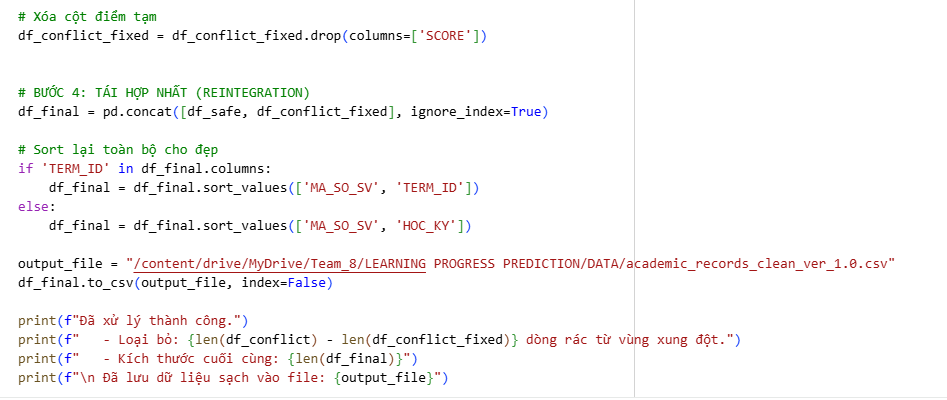 # Xóa cột điểm tạm
df_conflict_fixed = df_conflict_fixed.drop(columns=['SCORE'])
# BƯỚC 4: TÁI HỢP NHẤT (REINTEGRATION)
df_final = pd.concat([df_safe, df_conflict_fixed], ignore_index=True)
# Sort lại toàn bộ cho đẹp
if 'TERM_ID' in df_final.columns:
    df_final = df_final.sort_values(['MA_SO_SV', 'TERM_ID'])
else:
    df_final = df_final.sort_values(['MA_SO_SV', 'HOC_KY'])
output_file = "/content/drive/MyDrive/Team_8/LEARNING PROGRESS PREDICTION/DATA/academic_records_clean_ver_1.0.csv"
df_final.to_csv(output_file, index=False)
print(f"Đã xử lý thành công.")
print(f"   - Loại bỏ: {len(df_conflict) - len(df_conflict_fixed)} dòng rác từ vùng xung đột.")
print(f"   - Kích thước cuối cùng: {len(df_final)}")
print(f"\n Đã lưu dữ liệu sạch vào file: {output_file}")